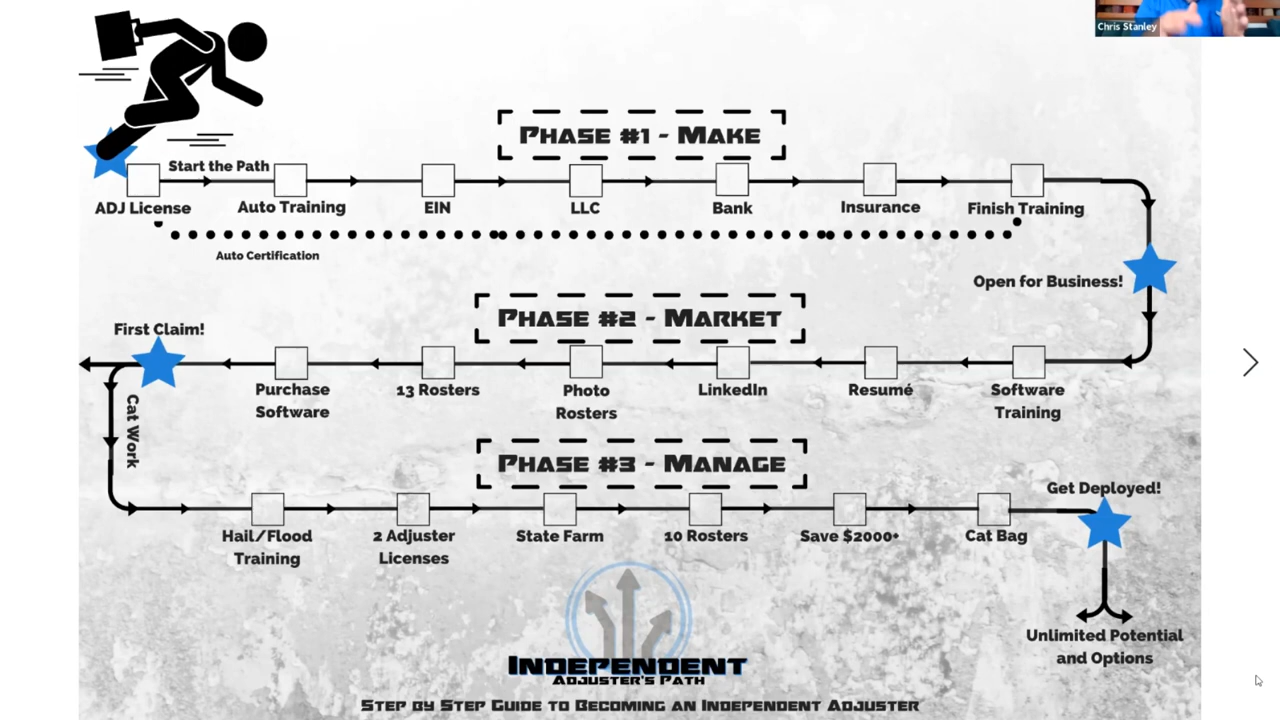 Chris Stanley
PHASE #1 - MAKE
Start the Path
ADJ License
Auto Training
EIN
LLC
Bank
Insurance
Finish Training
Auto Certification
Open for Business!
PHASE #2 - MARKET
First Claim!
Purchase
Software
13 Rosters
Photo
Rosters
LinkedIn
Resumé
Software
Training
Cat Work
PHASE #3 - MANAGE
Get Deployed!
Hail/Flood
Training
2 Adjuster
Licenses
State Farm
10 Rosters
Save $2000+
Cat Bag
Unlimited Potential
and Options
INDEPENDENT
ADJUSTER'S PATH
STEP BY STEP GUIDE TO BECOMING AN INDEPENDENT ADJUSTER